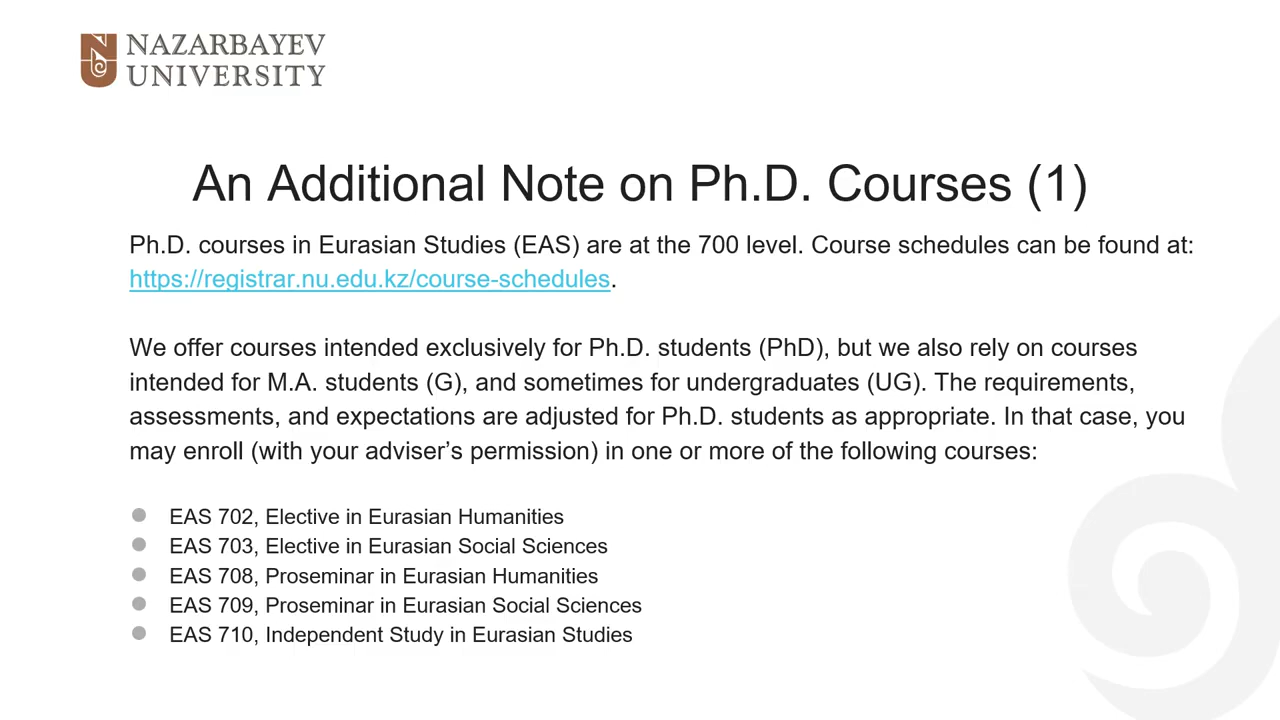 NAZARBAYEV
UNIVERSITY
An Additional Note on Ph.D. Courses (1)
Ph.D. courses in Eurasian Studies (EAS) are at the 700 level. Course schedules can be found at:
https://registrar.nu.edu.kz/course-schedules.
We offer courses intended exclusively for Ph.D. students (PhD), but we also rely on courses
intended for M.A. students (G), and sometimes for undergraduates (UG). The requirements,
assessments, and expectations are adjusted for Ph.D. students as appropriate. In that case, you
may enroll (with your adviser’s permission) in one or more of the following courses:
● EAS 702, Elective in Eurasian Humanities
● EAS 703, Elective in Eurasian Social Sciences
● EAS 708, Proseminar in Eurasian Humanities
● EAS 709, Proseminar in Eurasian Social Sciences
● EAS 710, Independent Study in Eurasian Studies